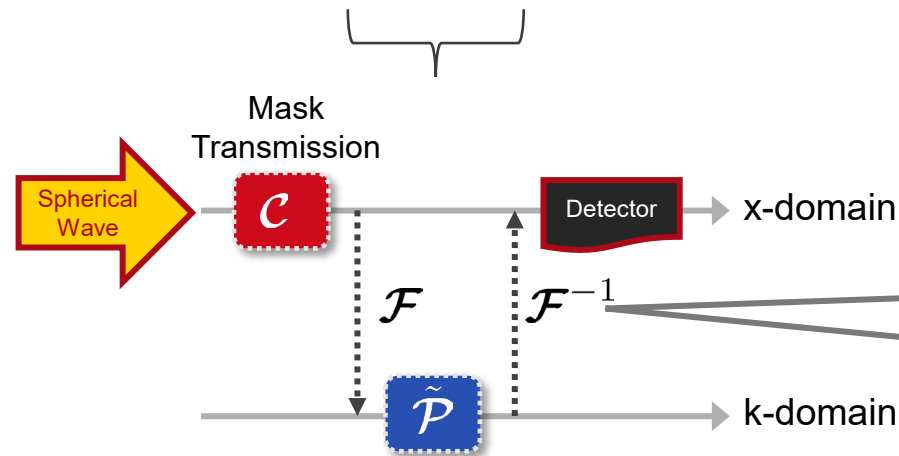 Mask
Transmission
Spherical
Wave
𝒞
Detector
x-domain
ℱ
ℱ⁻¹
𝒫̃
k-domain